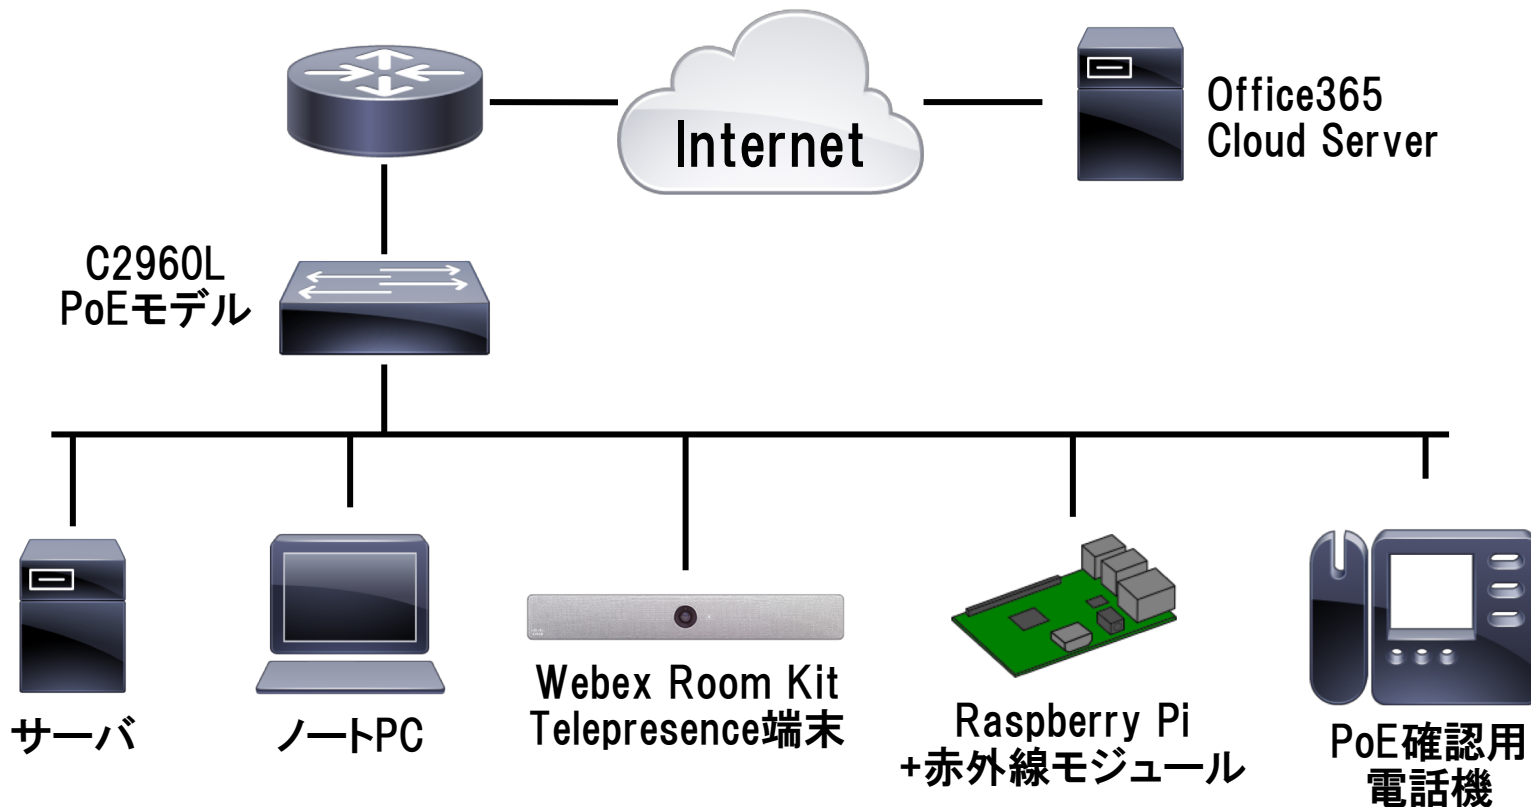 Internet
Office365
Cloud Server
C2960L
PoEモデル
サーバ
ノートPC
Webex Room Kit
Telepresence端末
Raspberry Pi
+赤外線モジュール
PoE確認用
電話機